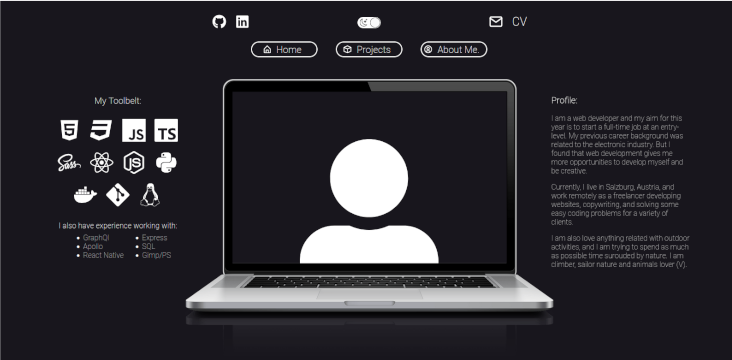 CV
Home
Projects
About Me.
My Toolbelt:
JS
TS
Sass
JS
I also have experience working with:
GraphQl
Express
Apollo
SQL
React Native
Gimp/PS
Profile:
I am a web developer and my aim for this
year is to start a full-time job at an entry-
level. My previous career background was
related to the electronic industry. But I
found that web development gives me
more opportunities to develop myself and
be creative.
Currently, I live in Salzburg, Austria, and
work remotely as a freelancer developing
websites, copywriting, and solving some
easy coding problems for a variety of
clients.
I am also love anything related with outdoor
activities, and I am trying to spend as much
as possible time surouded by nature. I am
climber, sailor nature and animals lover (V).